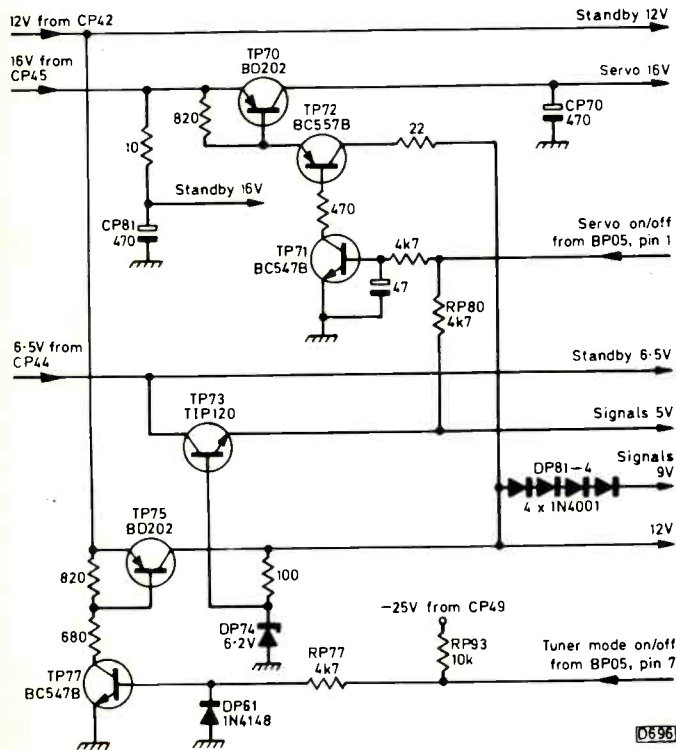 12V from CP42
Standby 12V
16V from
CP45
TP70
BD202
Servo 16V
820
TP72
BC557B
CP70
470
10
22
Standby 16V
CP81
470
470
Servo on/off
from BP05, pin 1
TP71
BC547B
4k7
47
RP80
4k7
6·5V from
CP44
Standby 6·5V
TP73
TIP120
Signals 5V
Signals
9V
DP81-4
4 x 1N4001
TP75
BD202
12V
820
100
-25V from CP49
680
DP74
6·2V
RP77
4k7
RP93
10k
Tuner mode on/off
from BP05, pin 7
TP77
BC547B
DP61
1N4148
D696